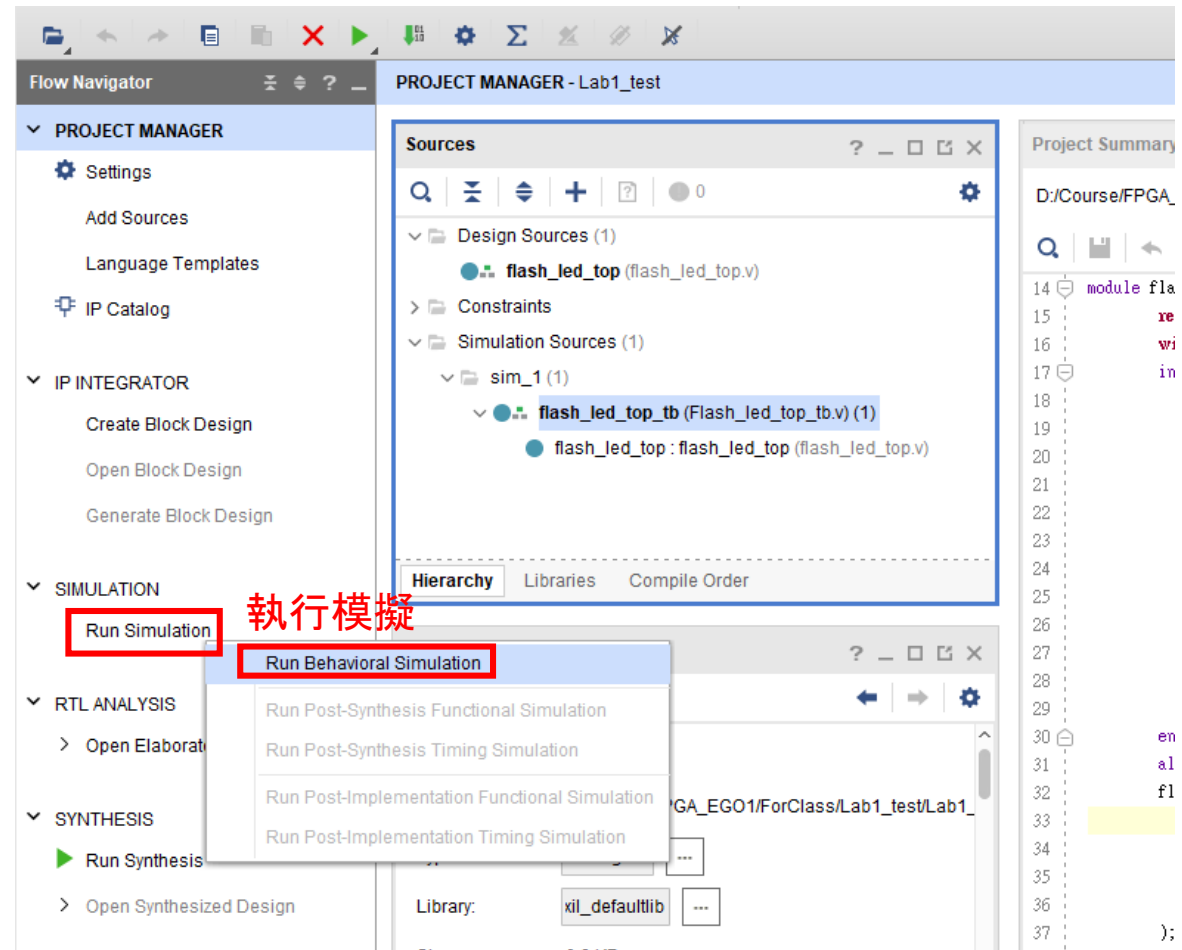 Flow Navigator
PROJECT MANAGER
Settings
Add Sources
Language Templates
IP Catalog
IP INTEGRATOR
Create Block Design
Open Block Design
Generate Block Design
SIMULATION
Run Simulation
執行模擬
Run Behavioral Simulation
Run Post-Synthesis Functional Simulation
Run Post-Synthesis Timing Simulation
Run Post-Implementation Functional Simulation
Run Post-Implementation Timing Simulation
RTL ANALYSIS
Open Elaborat
SYNTHESIS
Run Synthesis
Open Synthesized Design
PROJECT MANAGER - Lab1_test
Sources
0
Design Sources (1)
flash_led_top (flash_led_top.v)
Constraints
Simulation Sources (1)
sim_1 (1)
flash_led_top_tb (Flash_led_top_tb.v) (1)
flash_led_top : flash_led_top (flash_led_top.v)
Hierarchy Libraries Compile Order
PGA_EGO1/ForClass/Lab1_test/Lab1_
Library: xil_defaultlib
Project Summary
D:/Course/FPGA_
14 module fla
15 re
16 wi
17 in
18
19
20
21
22
23
24
25
26
27
28
29
30 en
31 al
32 fl
33
34
35
36
37 );